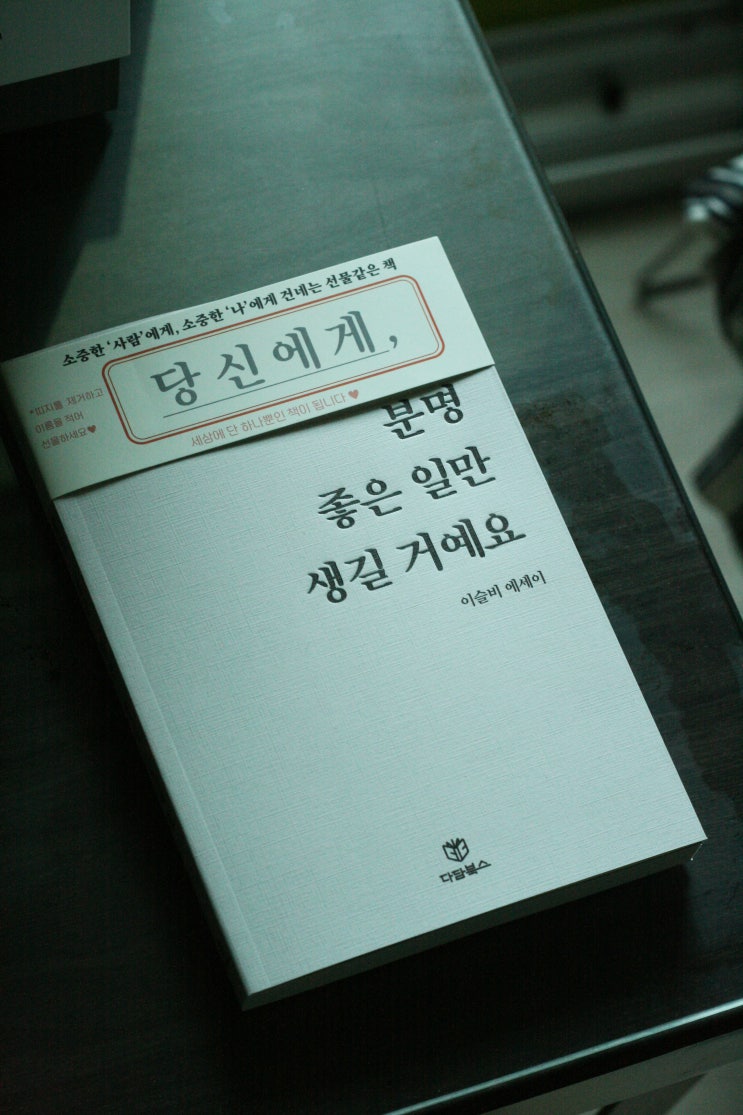 소중한 '사람'에게, 소중한 '나'에게 건네는 선물같은 책
당신에게,
*띠지를 제거하고
이름을 적어
선물하세요♥
세상에 단 하나뿐인 책이 됩니다 ♥
분명
좋은 일만
생길 거예요
이슬비 에세이
다담북스